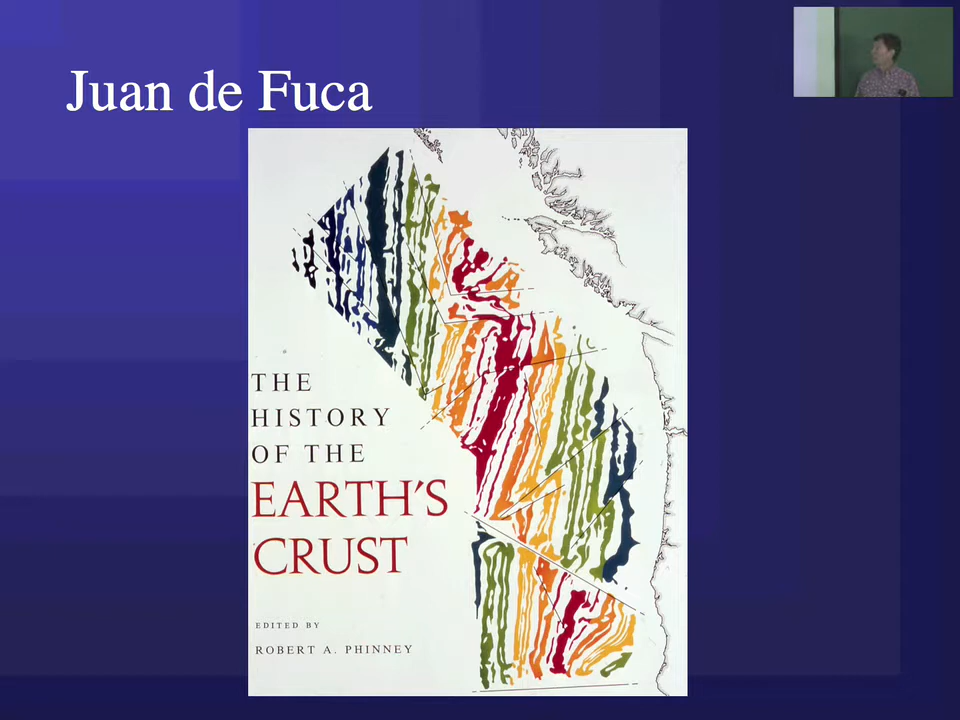 Juan de Fuca
THE
HISTORY
OF THE
EARTH'S
CRUST
EDITED BY
ROBERT A. PHINNEY